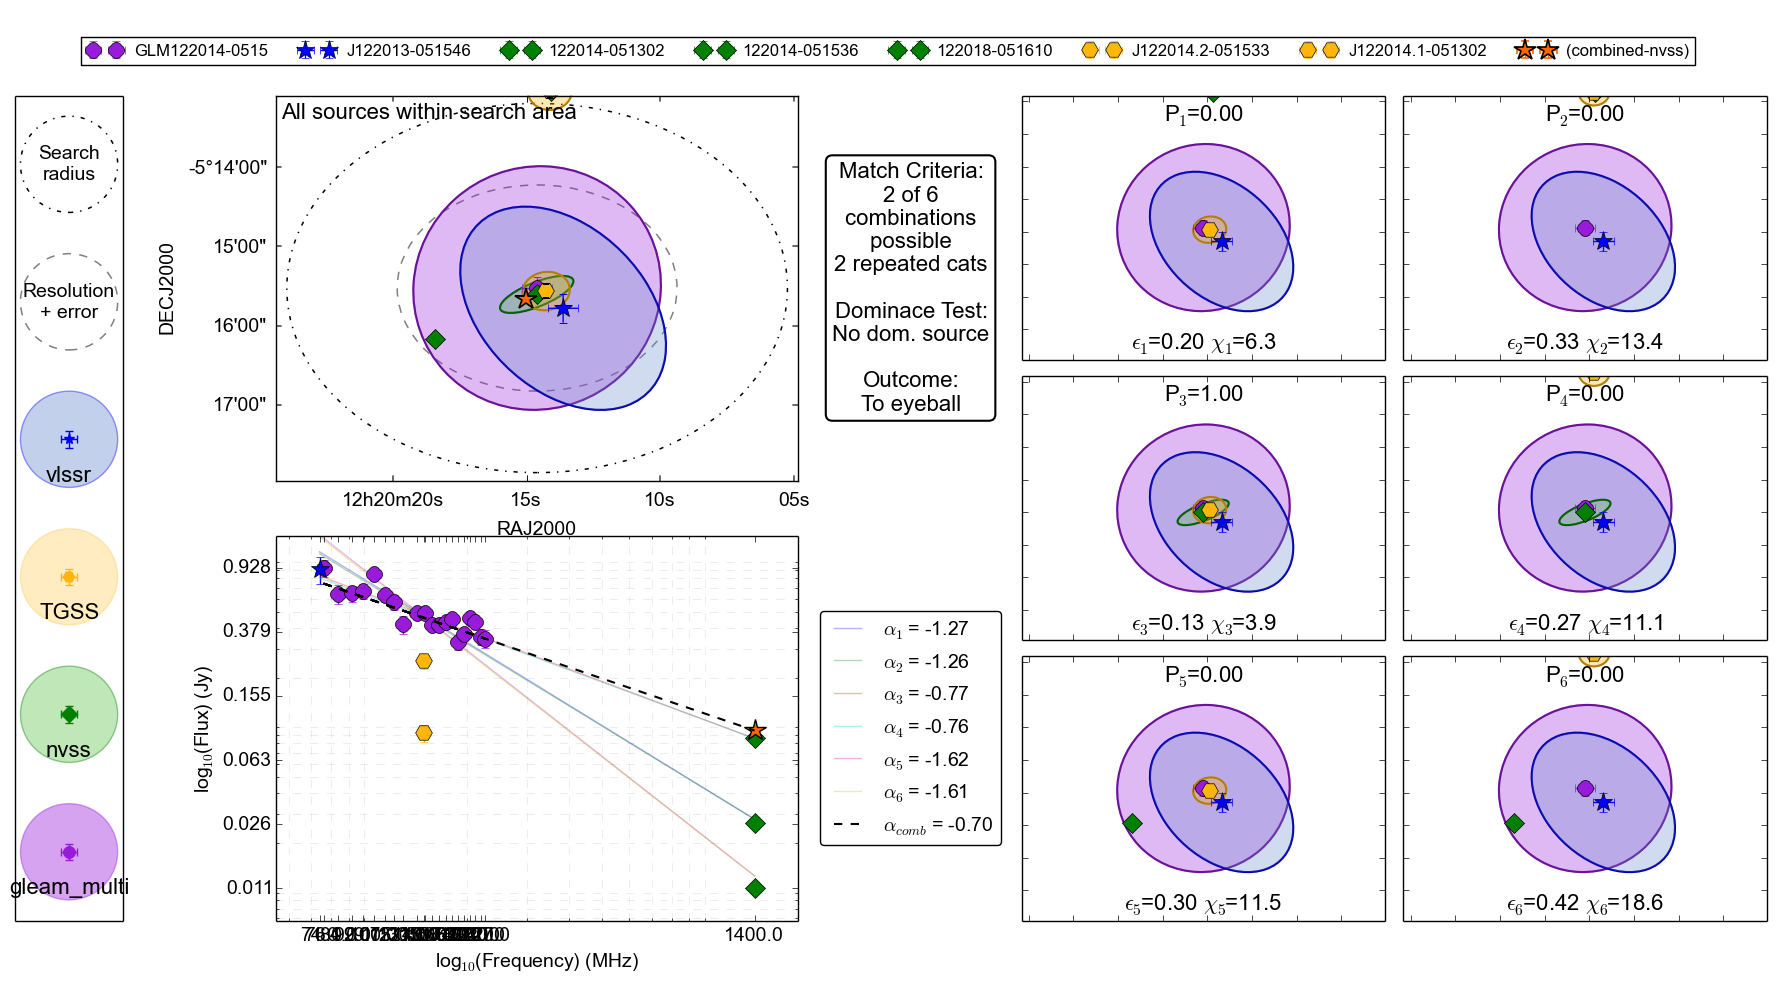 GLM122014-0515 J122013-051546 122014-051302 122014-051536 122018-051610 J122014.2-051533 J122014.1-051302 (combined-nvss)
Search
radius
Resolution
+ error
vlssr
TGSS
nvss
gleam_multi
All sources within search area
DECJ2000
-5°14'00"
15'00"
16'00"
17'00"
12h20m20s 15s 10s 05s
RAJ2000
Match Criteria:
2 of 6
combinations
possible
2 repeated cats
Dominace Test:
No dom. source
Outcome:
To eyeball
log10(Flux) (Jy)
0.928
0.379
0.155
0.063
0.026
0.011
1400.0
log10(Frequency) (MHz)
α1 = -1.27
α2 = -1.26
α3 = -0.77
α4 = -0.76
α5 = -1.62
α6 = -1.61
αcomb = -0.70
P1=0.00
ϵ1=0.20 χ1=6.3
P2=0.00
ϵ2=0.33 χ2=13.4
P3=1.00
ϵ3=0.13 χ3=3.9
P4=0.00
ϵ4=0.27 χ4=11.1
P5=0.00
ϵ5=0.30 χ5=11.5
P6=0.00
ϵ6=0.42 χ6=18.6